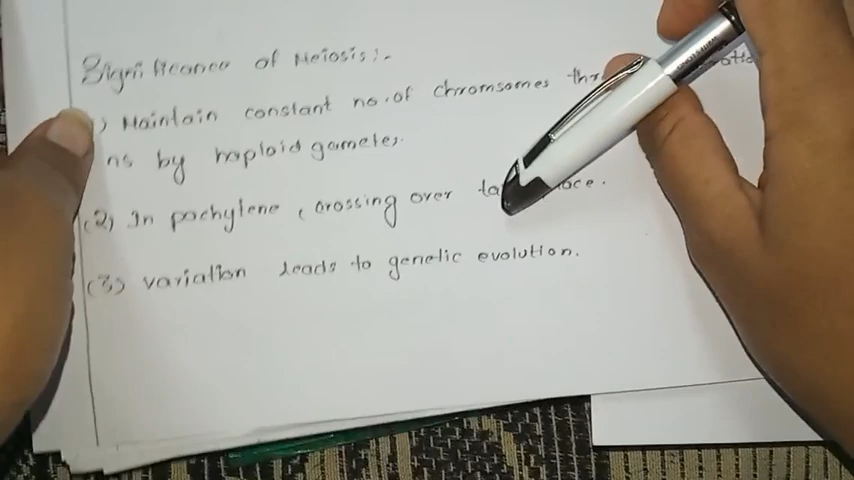 Significance of Meiosis:-
) Maintain constant no. of chromsomes thr
ns by haploid gametes.
(2) In pachylene crossing over ta ace.
(3) variation leads to genetic evolution.